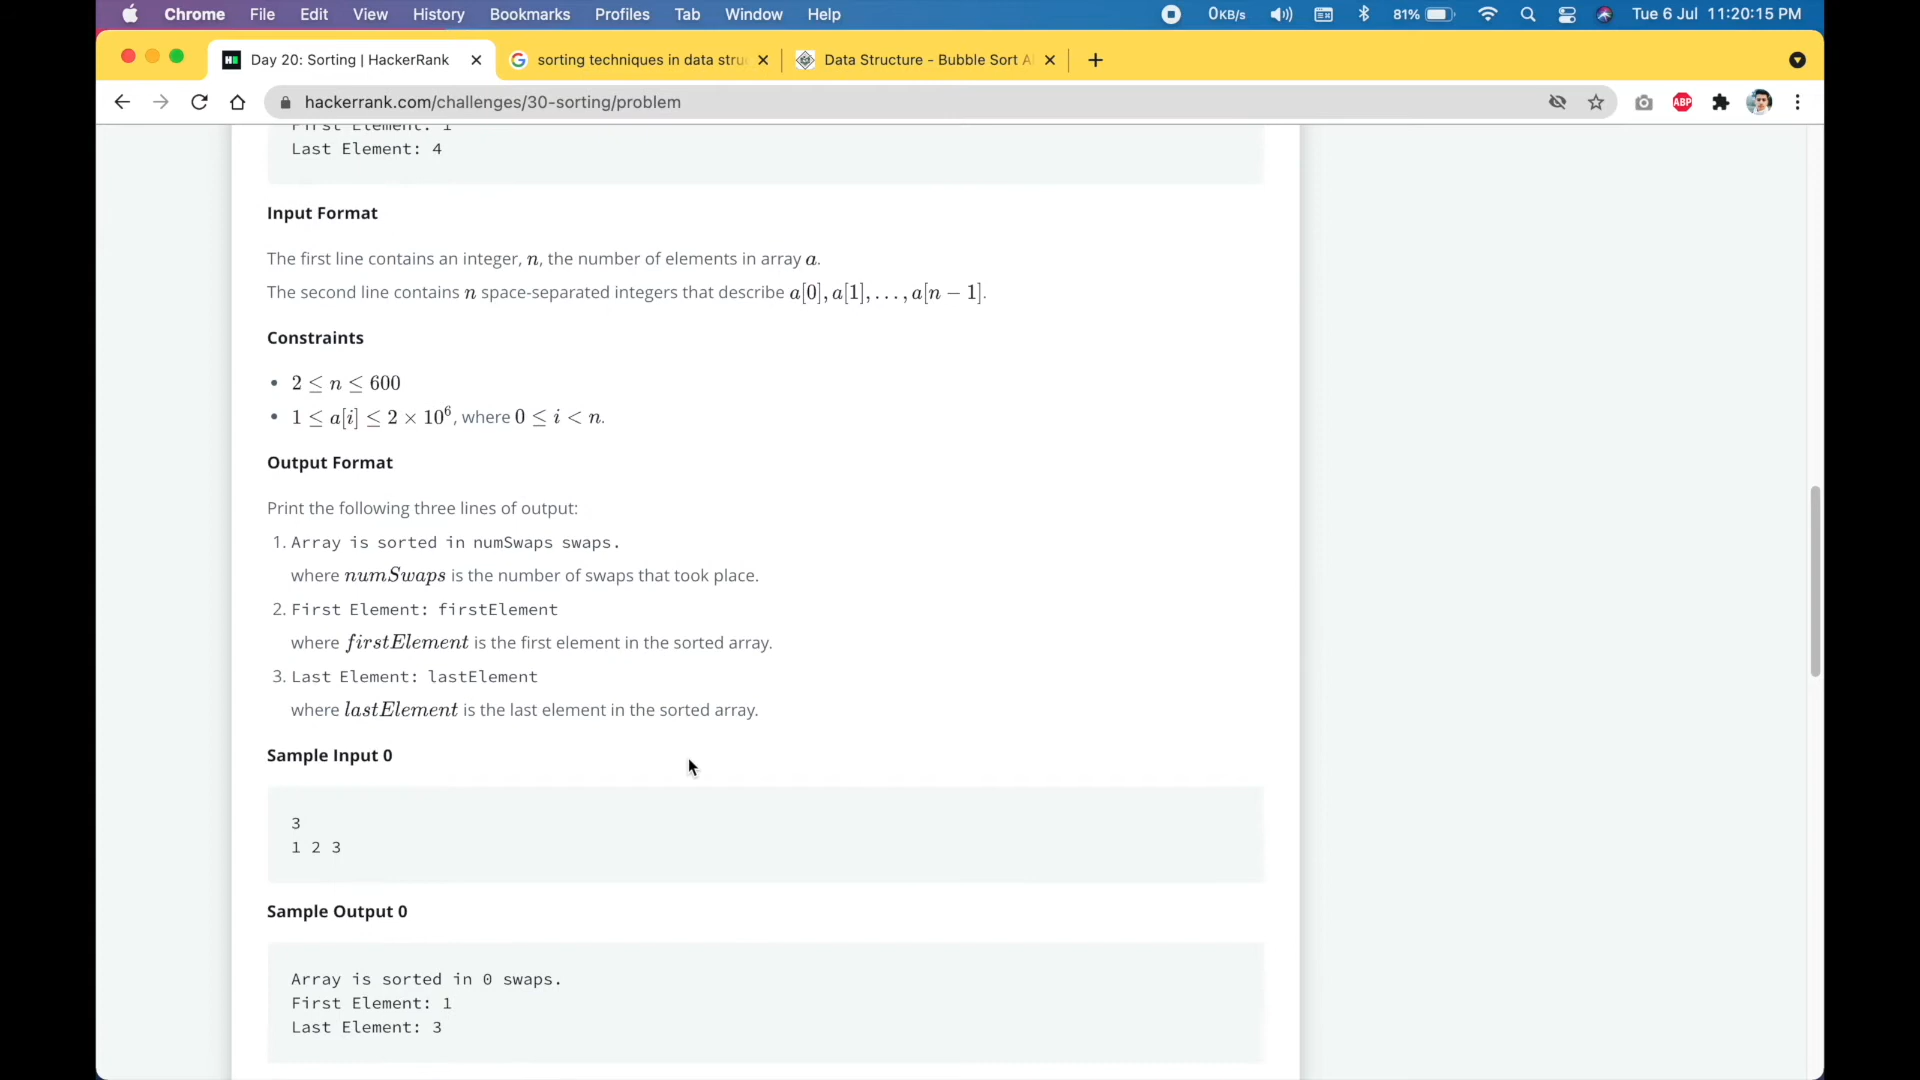 Chrome File Edit View History Bookmarks Profiles Tab Window Help 0KB/s 81% Tue 6 Jul 11:20:15 PM
Day 20: Sorting | HackerRank sorting techniques in data stru Data Structure - Bubble Sort A
hackerrank.com/challenges/30-sorting/problem ABP
First Element: 1
Last Element: 4
Input Format
The first line contains an integer, n, the number of elements in array a.
The second line contains n space-separated integers that describe a[0], a[1], . . . , a[n − 1].
Constraints
• 2 ≤ n ≤ 600
• 1 ≤ a[i] ≤ 2 × 10⁶, where 0 ≤ i < n.
Output Format
Print the following three lines of output:
1. Array is sorted in numSwaps swaps.
where numSwaps is the number of swaps that took place.
2. First Element: firstElement
where firstElement is the first element in the sorted array.
3. Last Element: lastElement
where lastElement is the last element in the sorted array.
Sample Input 0
3
1 2 3
Sample Output 0
Array is sorted in 0 swaps.
First Element: 1
Last Element: 3